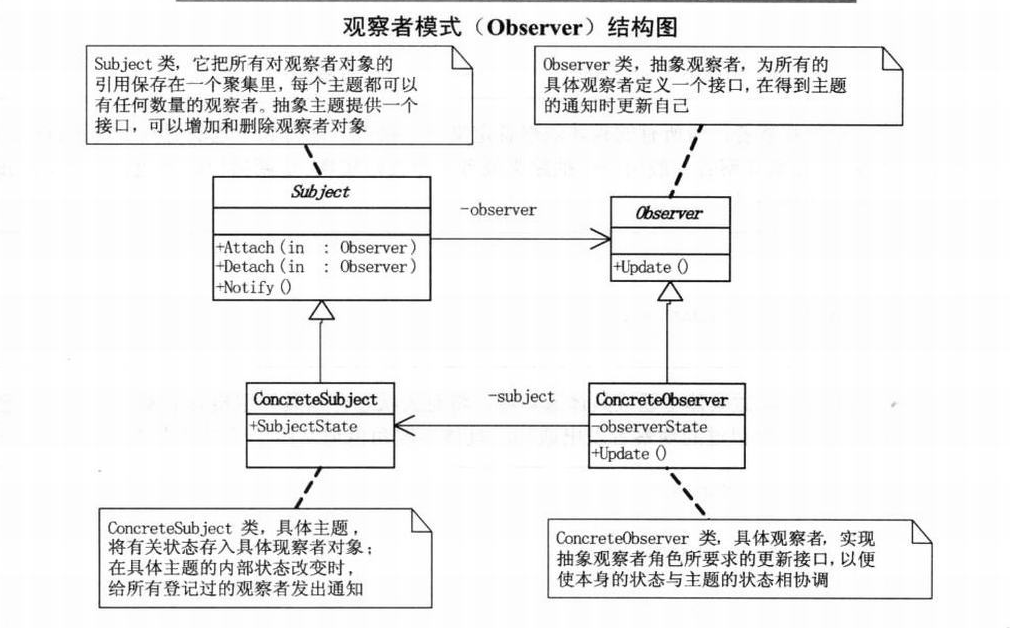 观察者模式（Observer）结构图
Subject 类，它把所有对观察者对象的
引用保存在一个聚集里，每个主题都可以
有任何数量的观察者。抽象主题提供一个
接口，可以增加和删除观察者对象
Observer 类，抽象观察者，为所有的
具体观察者定义一个接口，在得到主题
的通知时更新自己
Subject
+Attach(in : Observer)
+Detach(in : Observer)
+Notify()
-observer
Observer
+Update()
ConcreteSubject
+SubjectState
-subject
ConcreteObserver
-observerState
+Update()
ConcreteSubject 类，具体主题，
将有关状态存入具体现察者对象；
在具体主题的内部状态改变时，
给所有登记过的观察者发出通知
ConcreteObserver 类，具体观察者，实现
抽象观察者角色所要求的更新接口，以便
使本身的状态与主题的状态相协调